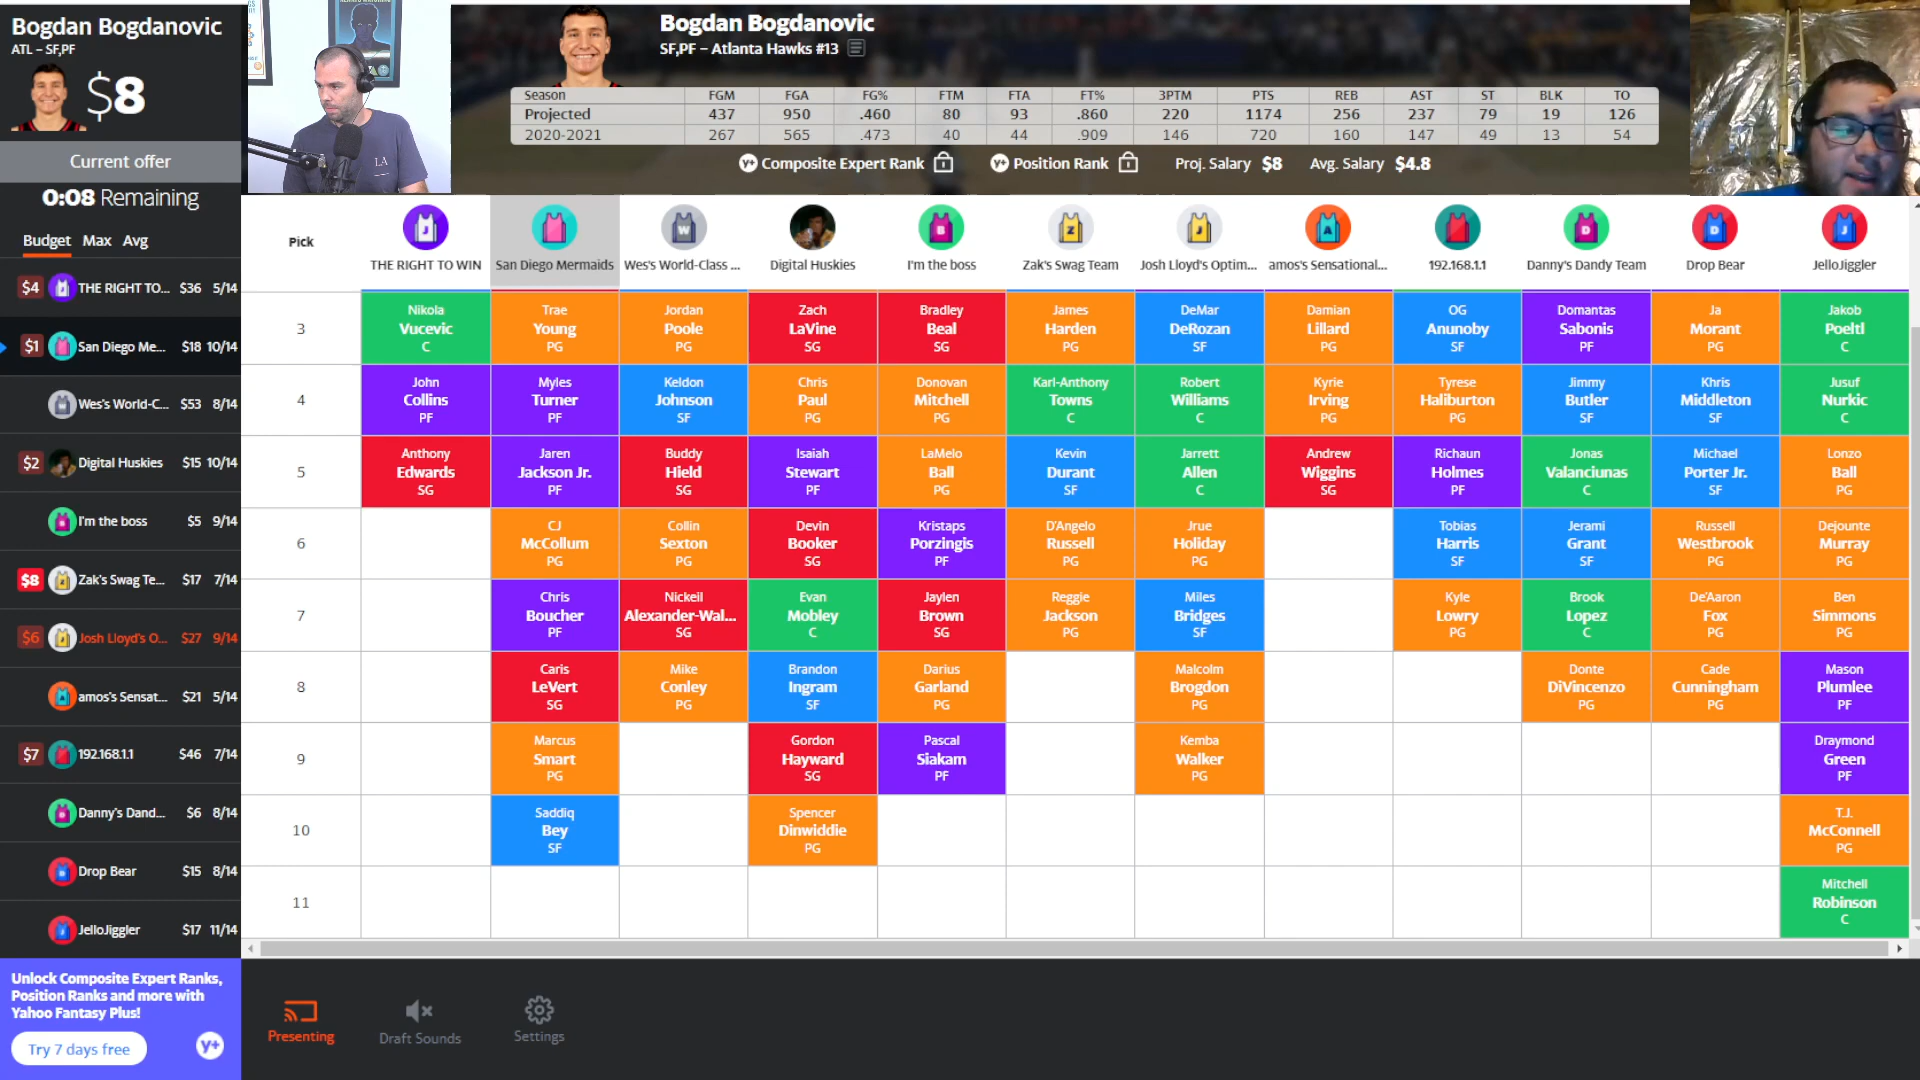 Bogdan Bogdanovic
ATL – SF,PF
$8
Current offer
0:08 Remaining
Budget Max Avg
$4 J THE RIGHT TO... $36 5/14
$1 San Diego Me... $18 10/14
W Wes's World-C... $53 8/14
$2 Digital Huskies $15 10/14
B I'm the boss $5 9/14
$8 Z Zak's Swag Te... $17 7/14
$6 J Josh Lloyd's O... $27 9/14
A amos's Sensat... $21 5/14
$7 192.168.1.1 $46 7/14
D Danny's Dand... $6 8/14
D Drop Bear $15 8/14
J JelloJiggler $17 11/14
Unlock Composite Expert Ranks,
Position Ranks and more with
Yahoo Fantasy Plus!
Try 7 days free y+
LA
Bogdan Bogdanovic
SF,PF – Atlanta Hawks #13
Season FGM FGA FG% FTM FTA FT% 3PTM PTS REB AST ST BLK TO
Projected 437 950 .460 80 93 .860 220 1174 256 237 79 19 126
2020-2021 267 565 .473 40 44 .909 146 720 160 147 49 13 54
y+ Composite Expert Rank y+ Position Rank Proj. Salary $8 Avg. Salary $4.8
J W B Z J A D D J
Pick THE RIGHT TO WIN San Diego Mermaids Wes's World-Class ... Digital Huskies I'm the boss Zak's Swag Team Josh Lloyd's Optim... amos's Sensational... 192.168.1.1 Danny's Dandy Team Drop Bear JelloJiggler
Nikola Trae Jordan Zach Bradley James DeMar Damian OG Domantas Ja Jakob
3 Vucevic Young Poole LaVine Beal Harden DeRozan Lillard Anunoby Sabonis Morant Poeltl
C PG PG SG SG PG SF PG SF PF PG C
John Myles Keldon Chris Donovan Karl-Anthony Robert Kyrie Tyrese Jimmy Khris Jusuf
4 Collins Turner Johnson Paul Mitchell Towns Williams Irving Haliburton Butler Middleton Nurkic
PF PF SF PG PG C C PG PG SF SF C
Anthony Jaren Buddy Isaiah LaMelo Kevin Jarrett Andrew Richaun Jonas Michael Lonzo
5 Edwards Jackson Jr. Hield Stewart Ball Durant Allen Wiggins Holmes Valanciunas Porter Jr. Ball
SG PF SG PF PG SF C SG PF C SF PG
CJ Collin Devin Kristaps D'Angelo Jrue Tobias Jerami Russell Dejounte
6 McCollum Sexton Booker Porzingis Russell Holiday Harris Grant Westbrook Murray
PG PG SG PF PG PG SF SF PG PG
Chris Nickeil Evan Jaylen Reggie Miles Kyle Brook De'Aaron Ben
7 Boucher Alexander-Wal... Mobley Brown Jackson Bridges Lowry Lopez Fox Simmons
PF SG C SG PG SF PG C PG PG
Caris Mike Brandon Darius Malcolm Donte Cade Mason
8 LeVert Conley Ingram Garland Brogdon DiVincenzo Cunningham Plumlee
SG PG SF PG PG PG PG PF
Marcus Gordon Pascal Kemba Draymond
9 Smart Hayward Siakam Walker Green
PG SG PF PG PF
Saddiq Spencer T.J.
10 Bey Dinwiddie McConnell
SF PG PG
Mitchell
11 Robinson
C
Presenting Draft Sounds Settings